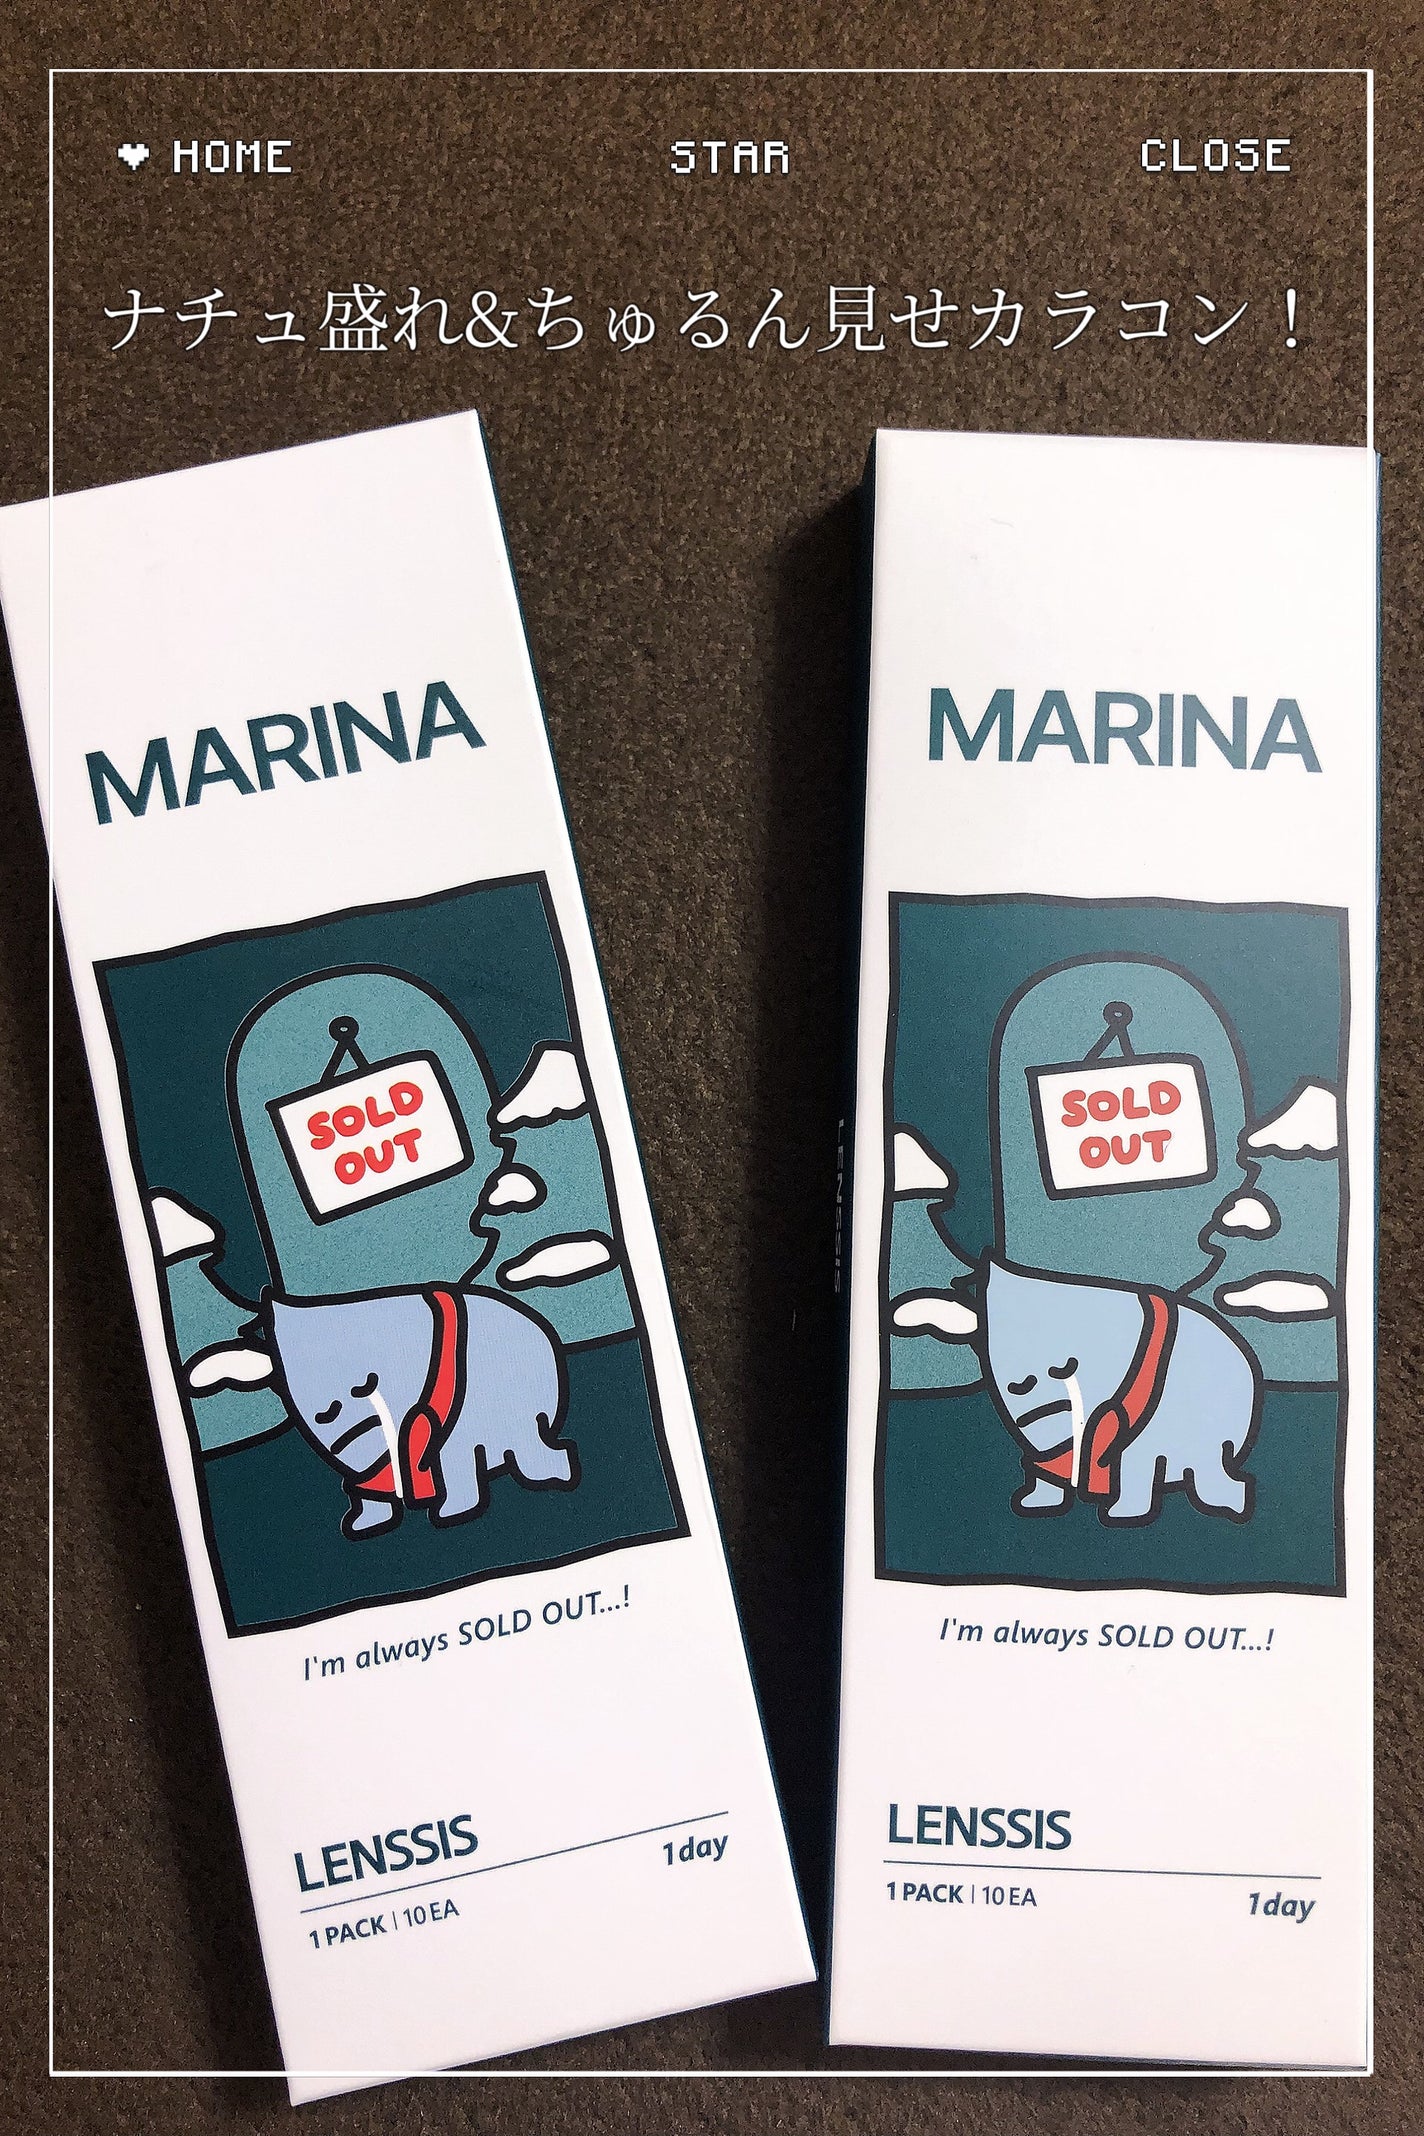 ♥ HOME STAR CLOSE
ナチュ盛れ&ちゅるん見せカラコン！
MARINA
SOLD
OUT
I'm always SOLD OUT...!
LENSSIS
1day
1 PACK | 10 EA
MARINA
SOLD
OUT
I'm always SOLD OUT...!
LENSSIS
1 PACK | 10 EA
1day
LENSSIS